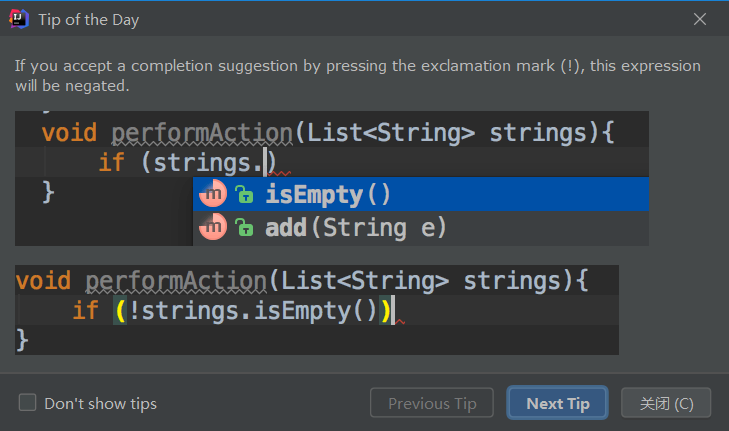 Tip of the Day
If you accept a completion suggestion by pressing the exclamation mark (!), this expression
will be negated.
void performAction(List<String> strings){
if (strings.)
}
m isEmpty()
m add(String e)
void performAction(List<String> strings){
if (!strings.isEmpty())
}
Don't show tips
Previous Tip
Next Tip
关闭 (C)